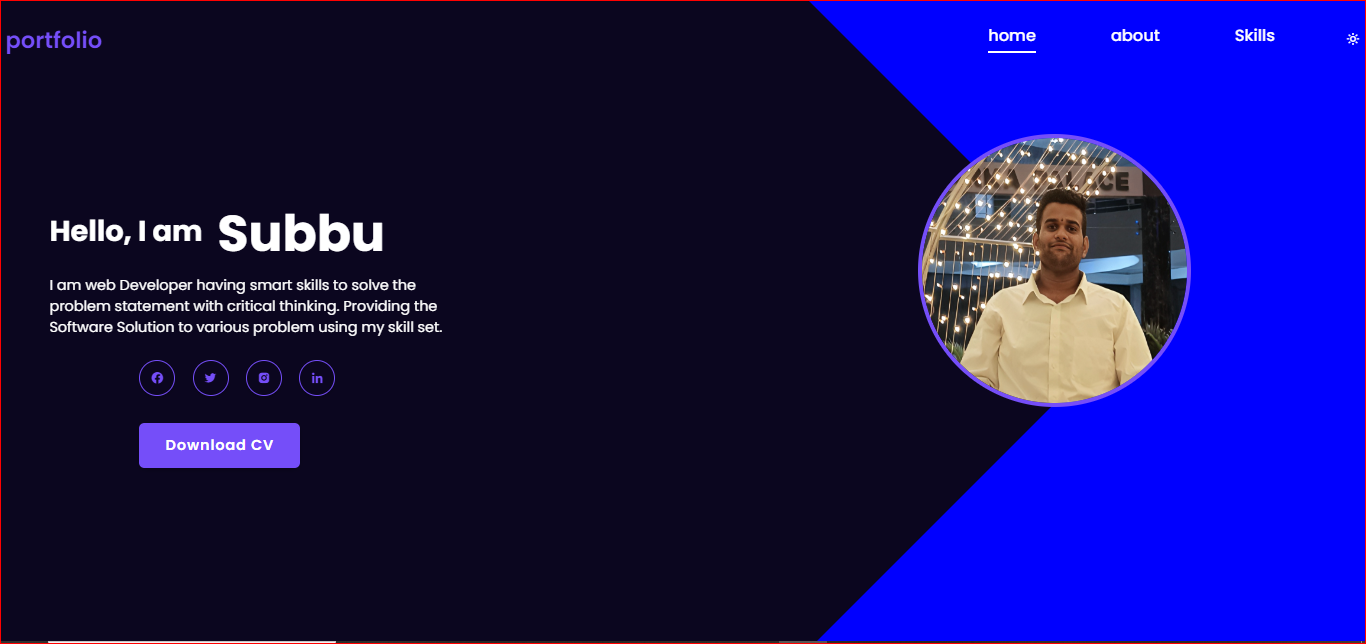 portfolio
home
about
Skills
Hello, I am Subbu
I am web Developer having smart skills to solve the
problem statement with critical thinking. Providing the
Software Solution to various problem using my skill set.
in
Download CV